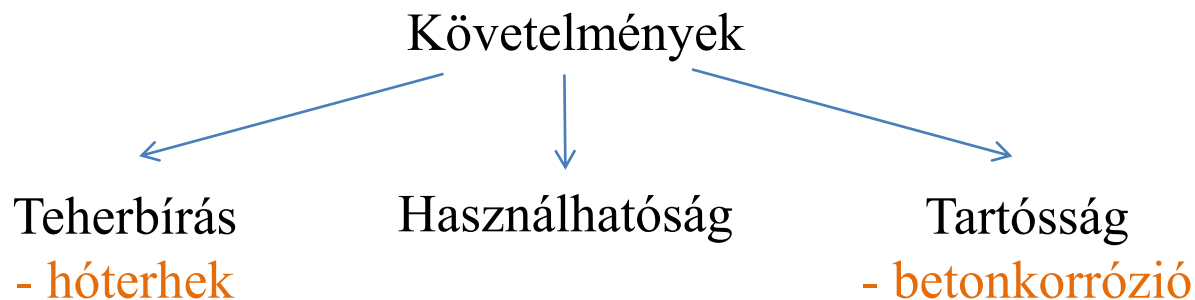 Követelmények
Teherbírás
- hóterhek
Használhatóság
Tartósság
- betonkorrózió